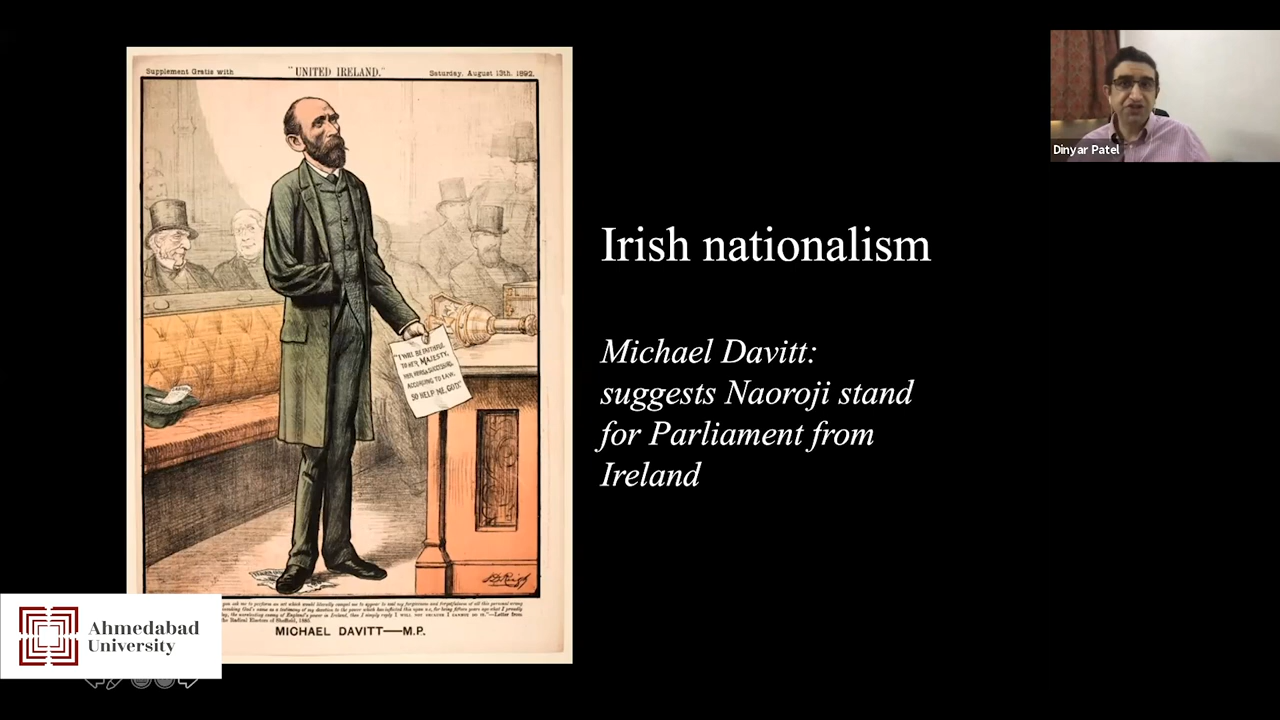 Supplement Gratis with "UNITED IRELAND." Saturday, August 13th, 1892.
Dinyar Patel
Irish nationalism
Michael Davitt:
suggests Naoroji stand
for Parliament from
Ireland
"I WILL BE FAITHFUL
TO HER MAJESTY,
HER HEIRS & SUCCESSORS,
ACCORDING TO LAW.
SO HELP ME, GOD!"
MICHAEL DAVITT—M.P.
Ahmedabad
University